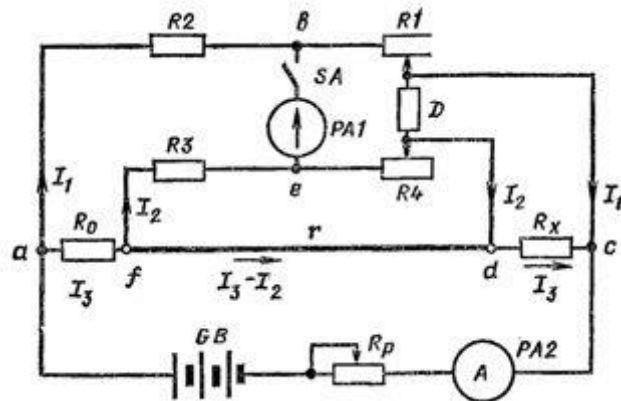 R2 в R1
SA
D
PA1
R3
e R4
I₁ I₂ I₂ I₁
R₀ r Rₓ
a f d c
I₃ I₃-I₂ I₃
GB Rp PA2
A